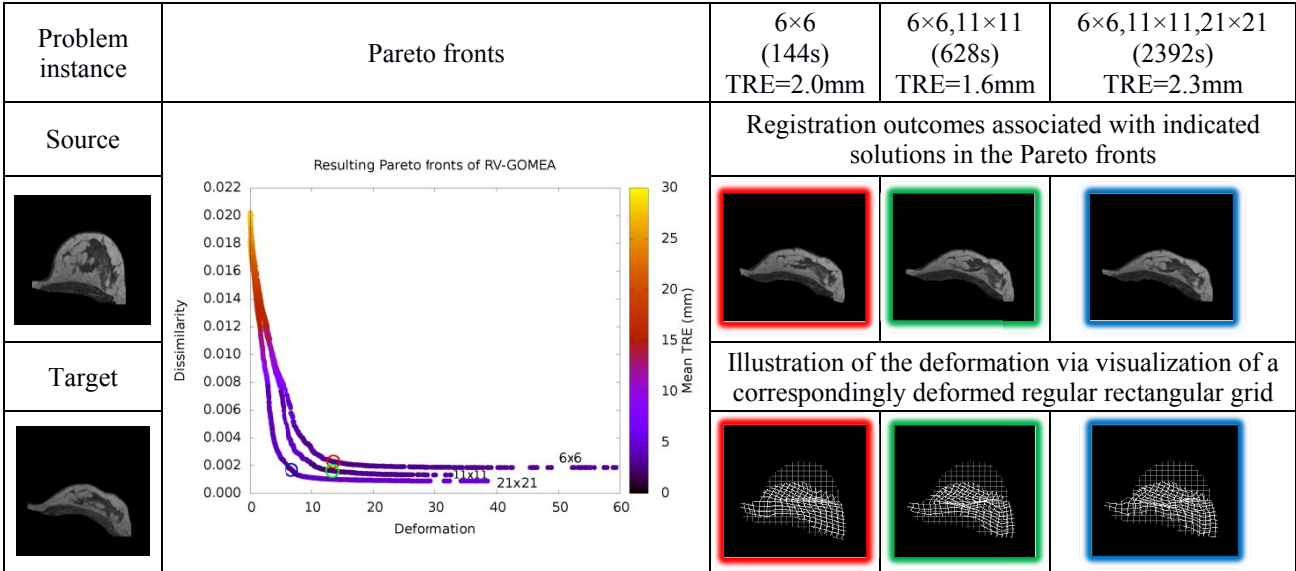 Problem
instance
Pareto fronts
6×6
(144s)
TRE=2.0mm
6×6,11×11
(628s)
TRE=1.6mm
6×6,11×11,21×21
(2392s)
TRE=2.3mm
Source
Registration outcomes associated with indicated
solutions in the Pareto fronts
Resulting Pareto fronts of RV-GOMEA
0.022
0.020
0.018
0.016
0.014
0.012
0.010
0.008
0.006
0.004
0.002
0.000
Dissimilarity
0
10
20
30
40
50
60
Deformation
6x6
11x11
21x21
30
25
20
15
10
5
0
Mean TRE (mm)
Target
Illustration of the deformation via visualization of a
correspondingly deformed regular rectangular grid